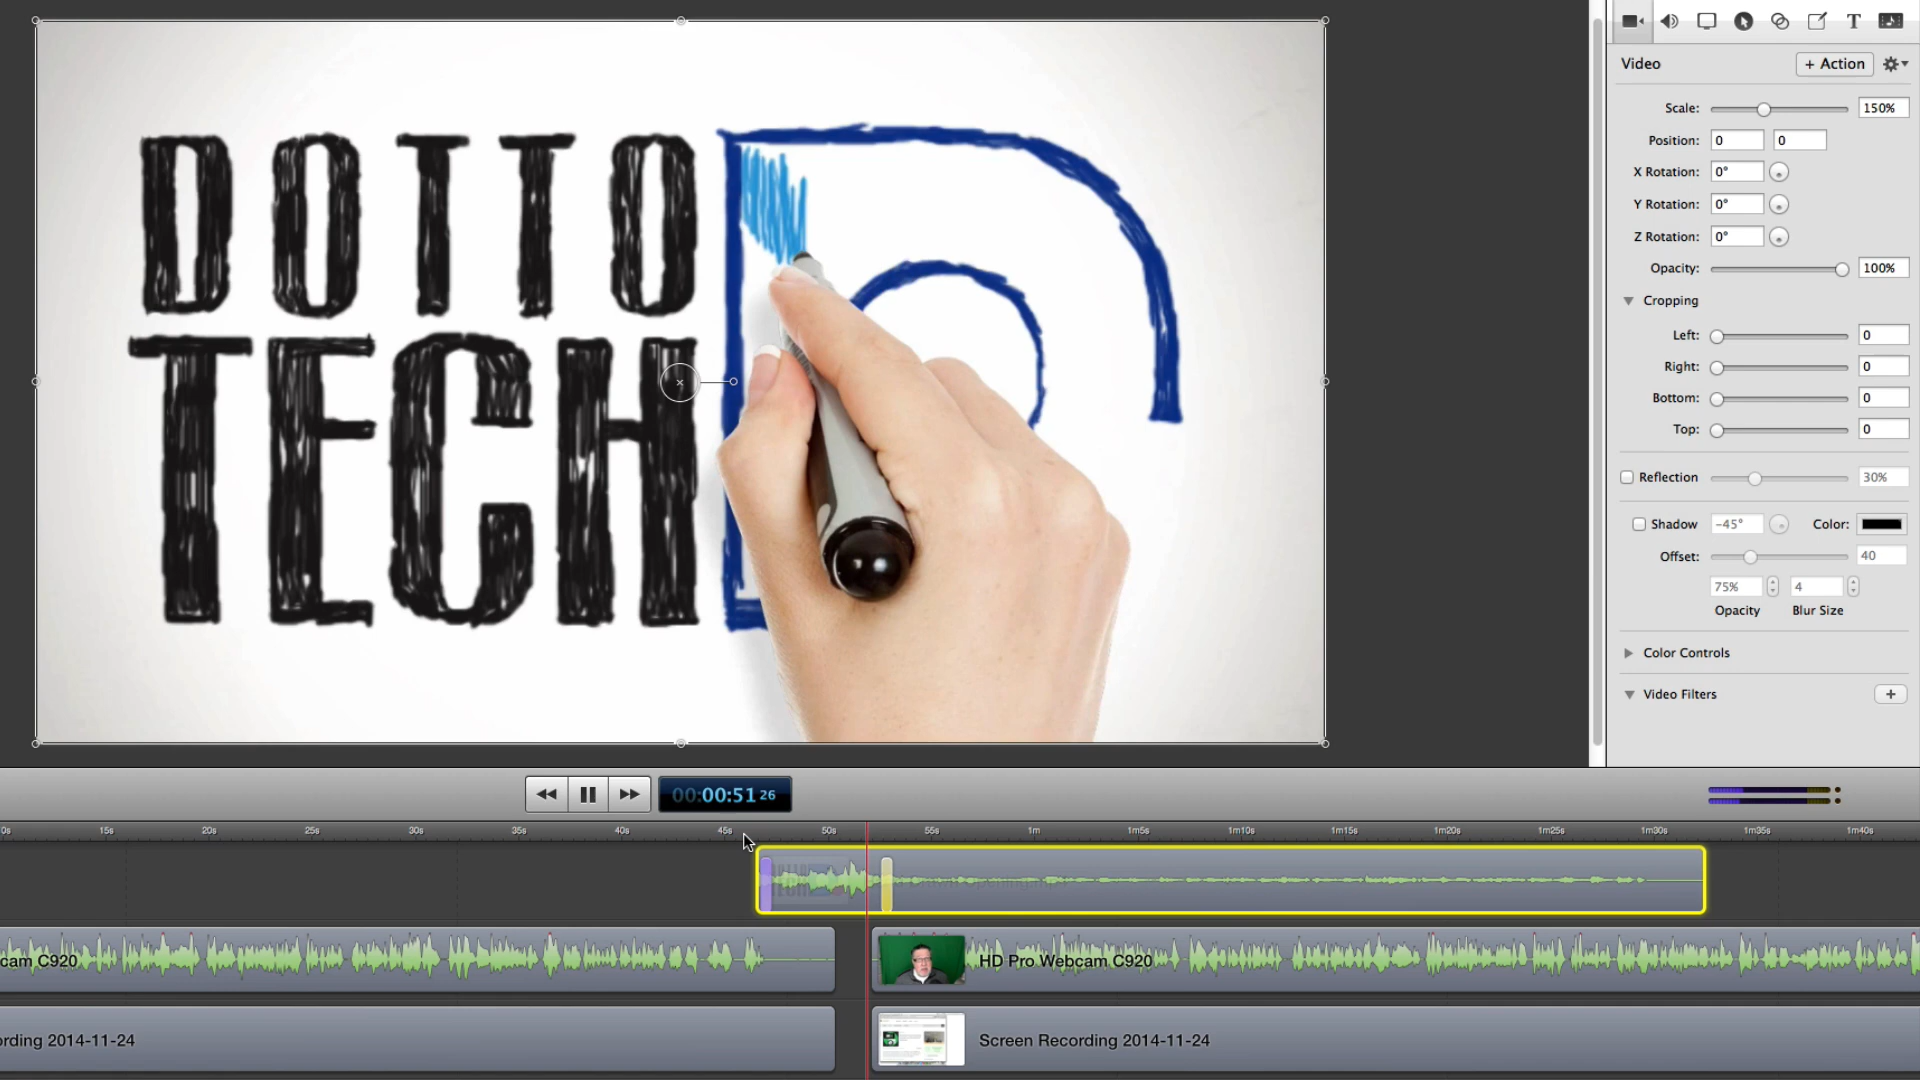 DOTTO
TECH
Video
+ Action
Scale: 150%
Position: 0 0
X Rotation: 0°
Y Rotation: 0°
Z Rotation: 0°
Opacity: 100%
Cropping
Left: 0
Right: 0
Bottom: 0
Top: 0
Reflection 30%
Shadow -45° Color:
Offset: 40
75% 4
Opacity Blur Size
Color Controls
Video Filters +
00:00:51 26
0s 15s 20s 25s 30s 35s 40s 45s 50s 55s 1m 1m5s 1m10s 1m15s 1m20s 1m25s 1m30s 1m35s 1m40s
cam C920 HD Pro Webcam C920
rding 2014-11-24 Screen Recording 2014-11-24